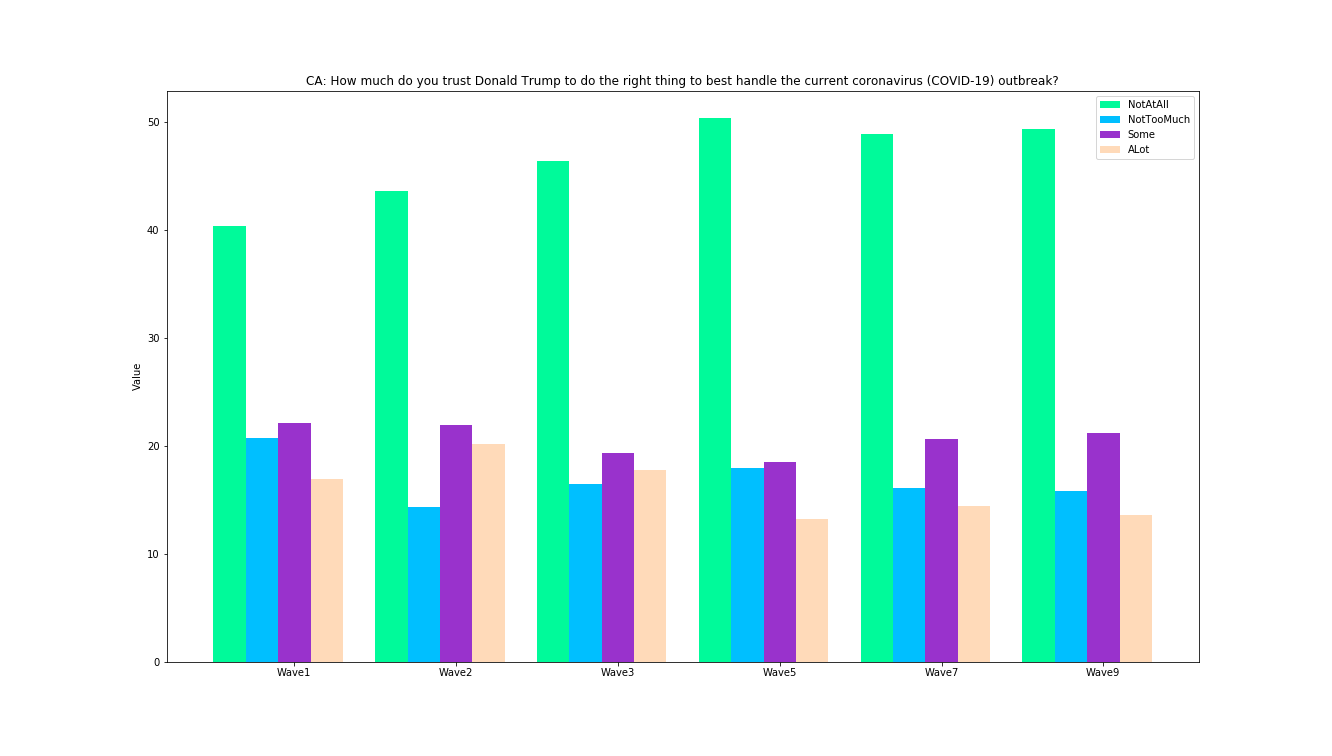 CA: How much do you trust Donald Trump to do the right thing to best handle the current coronavirus (COVID-19) outbreak?
NotAtAll
NotTooMuch
Some
ALot
50
40
30
20
10
0
Value
Wave1 Wave2 Wave3 Wave5 Wave7 Wave9